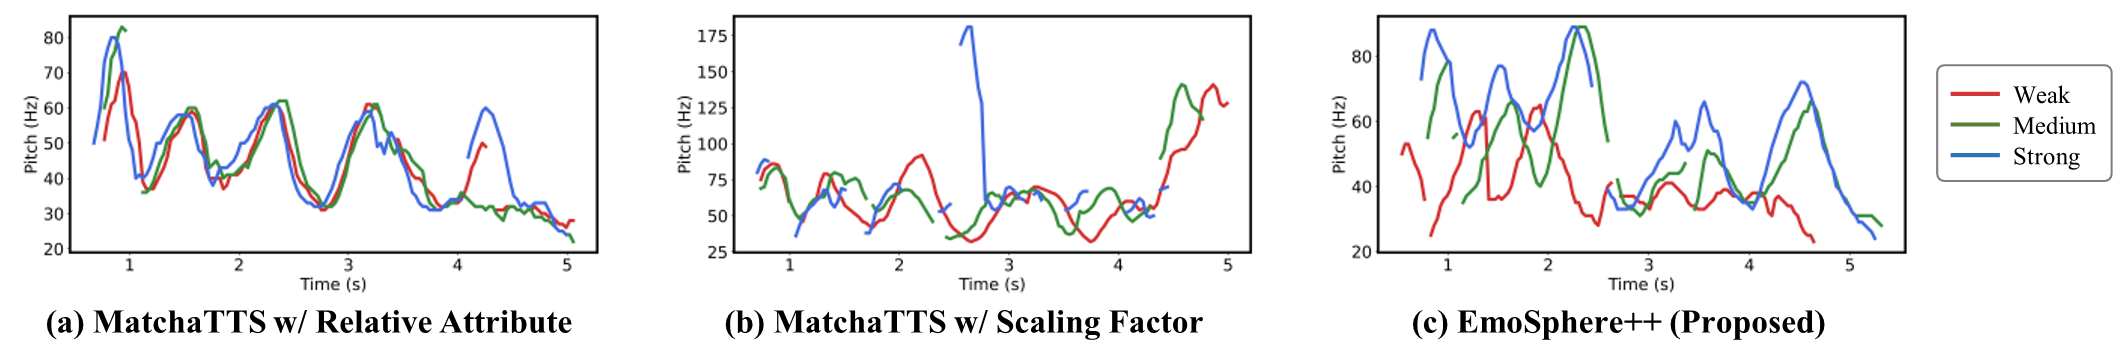 Pitch (Hz)
80
70
60
50
40
30
20
1 2 3 4 5
Time (s)
(a) MatchaTTS w/ Relative Attribute
Pitch (Hz)
175
150
125
100
75
50
25
1 2 3 4 5
Time (s)
(b) MatchaTTS w/ Scaling Factor
Pitch (Hz)
80
60
40
20
1 2 3 4 5
Time (s)
(c) EmoSphere++ (Proposed)
Weak
Medium
Strong